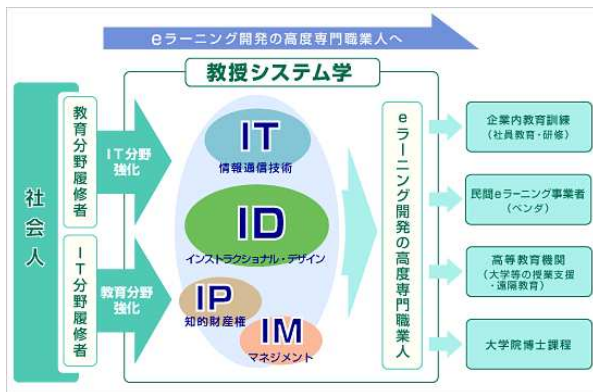 eラーニング開発の高度専門職業人へ
教授システム学
社会人
教育分野履修者
IT分野履修者
IT分野
強化
教育分野
強化
IT
情報通信技術
ID
インストラクショナル・デザイン
IP
知的財産権
IM
マネジメント
eラーニング開発の高度専門職業人
企業内教育訓練
(社員教育・研修)
民間eラーニング事業者
(ベンダ)
高等教育機関
(大学等の授業支援
・遠隔教育)
大学院博士課程